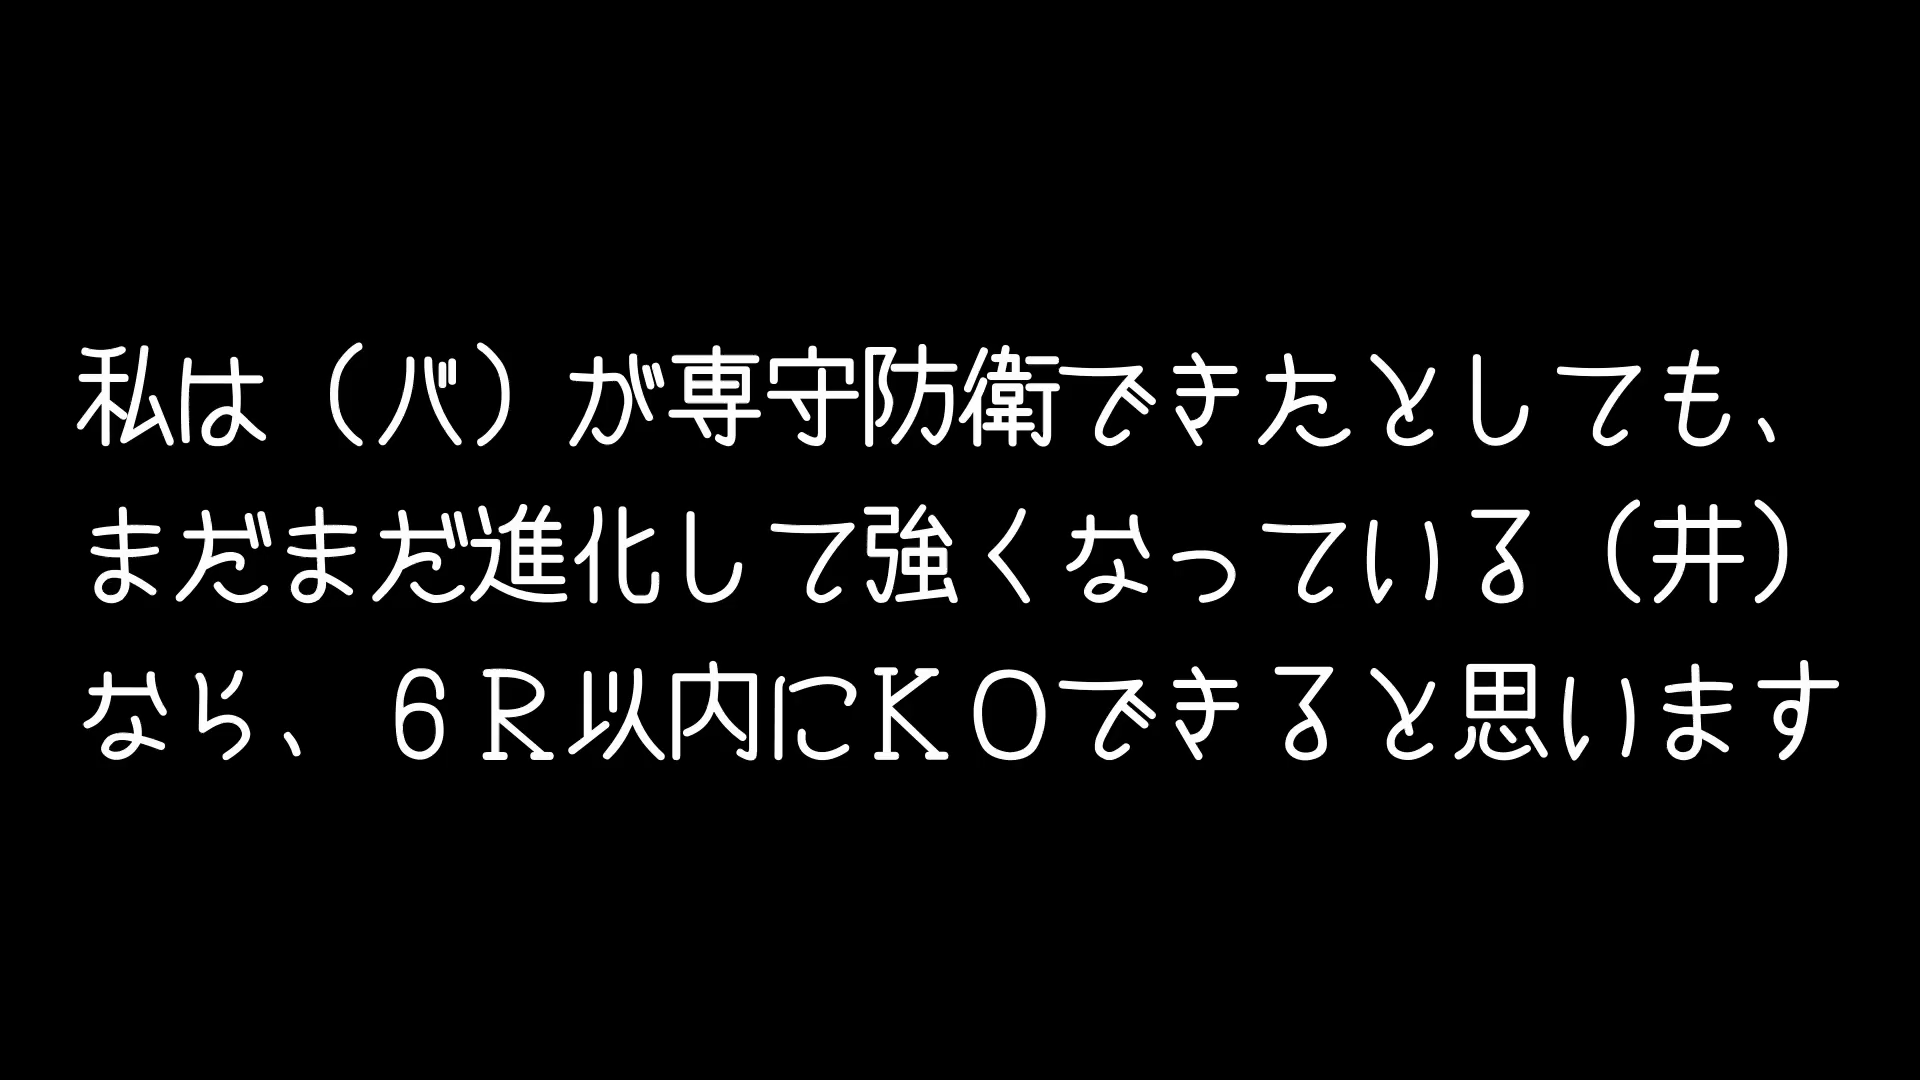 私は（バ）が専守防衛できたとしても、
まだまだ進化して強くなっている（井）
なら、６Ｒ以内にＫＯできると思います